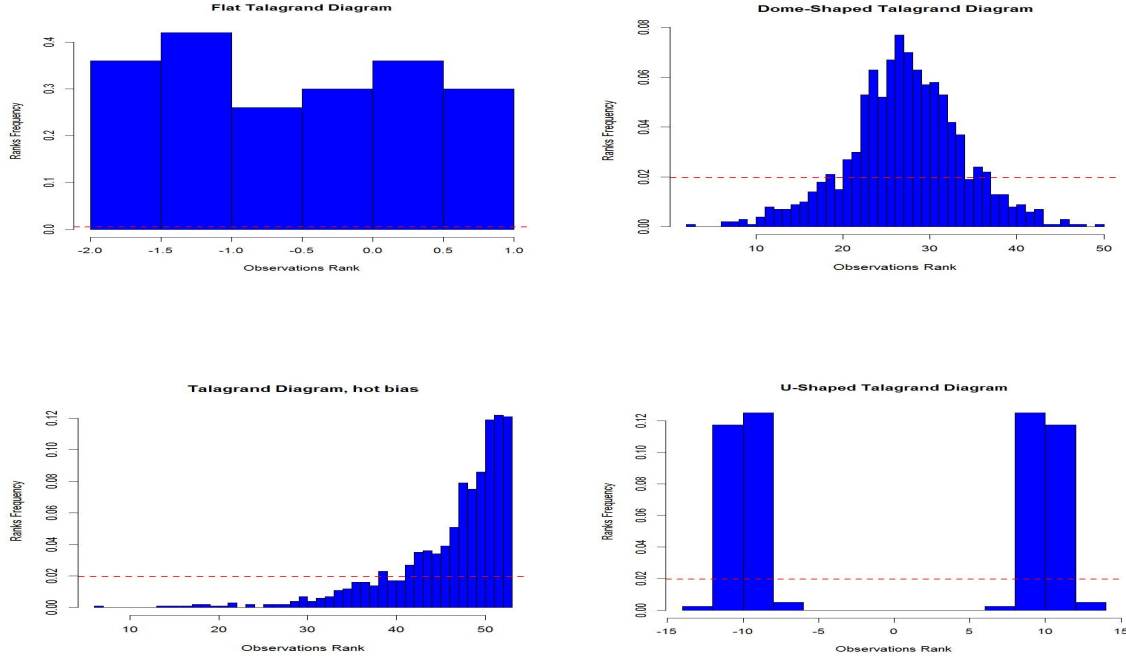 Flat Talagrand Diagram
Ranks Frequency
0.4
0.3
0.2
0.1
0.0
-2.0 -1.5 -1.0 -0.5 0.0 0.5 1.0
Observations Rank
Dome-Shaped Talagrand Diagram
Ranks Frequency
0.08
0.06
0.04
0.02
0.00
10 20 30 40 50
Observations Rank
Talagrand Diagram, hot bias
Ranks Frequency
0.12
0.10
0.08
0.06
0.04
0.02
0.00
10 20 30 40 50
Observations Rank
U-Shaped Talagrand Diagram
Ranks Frequency
0.12
0.10
0.08
0.06
0.04
0.02
0.00
-15 -10 -5 0 5 10 15
Observations Rank